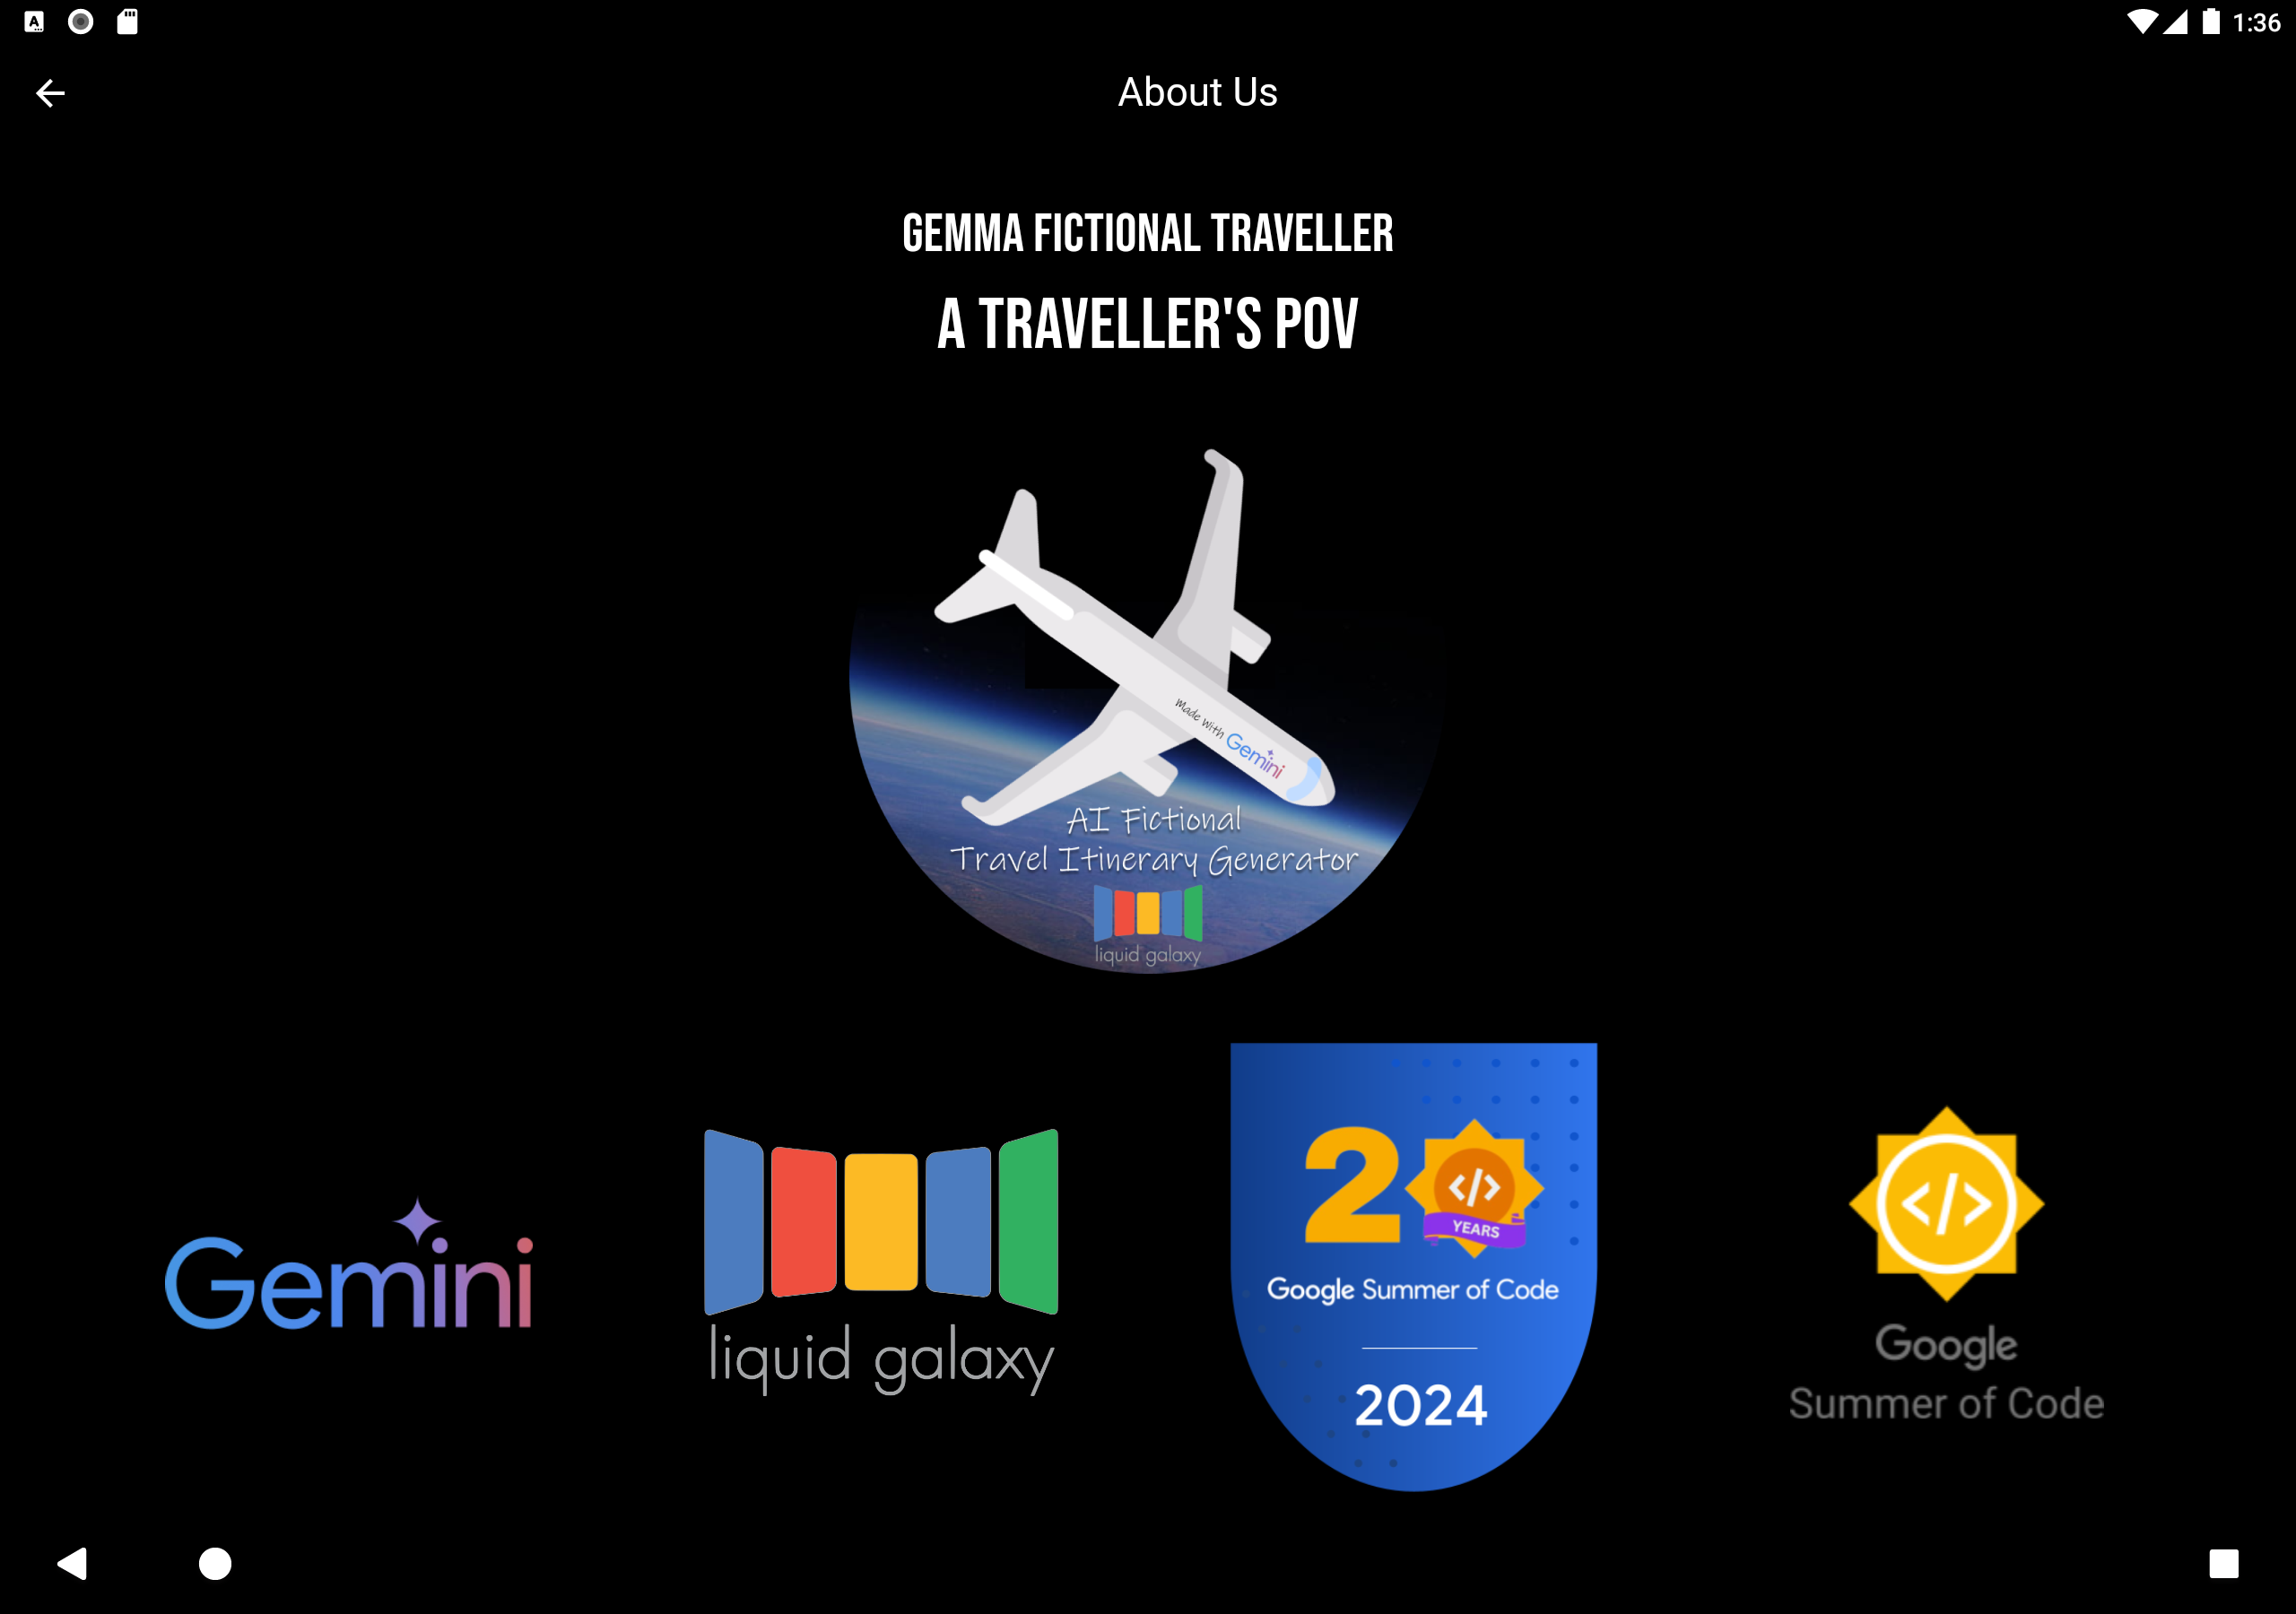 1:36
About Us
GEMMA FICTIONAL TRAVELLER
A TRAVELLER'S POV
Made with Gemini
AI Fictional
Travel Itinerary Generator
liquid galaxy
Gemini
liquid galaxy
20
YEARS
Google Summer of Code
2024
Google
Summer of Code